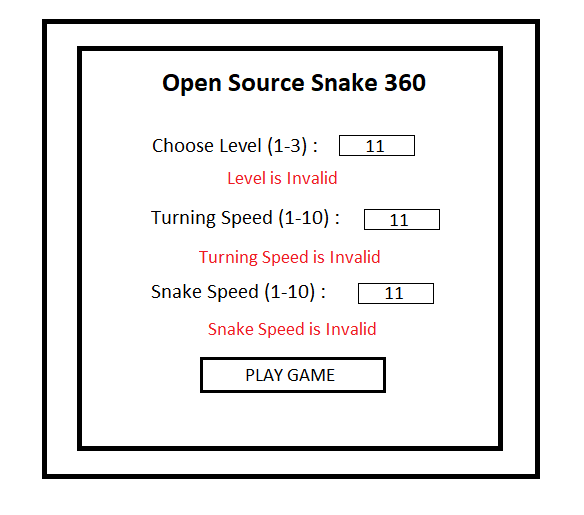 Open Source Snake 360
Choose Level (1-3) : 11
Level is Invalid
Turning Speed (1-10) : 11
Turning Speed is Invalid
Snake Speed (1-10) : 11
Snake Speed is Invalid
PLAY GAME